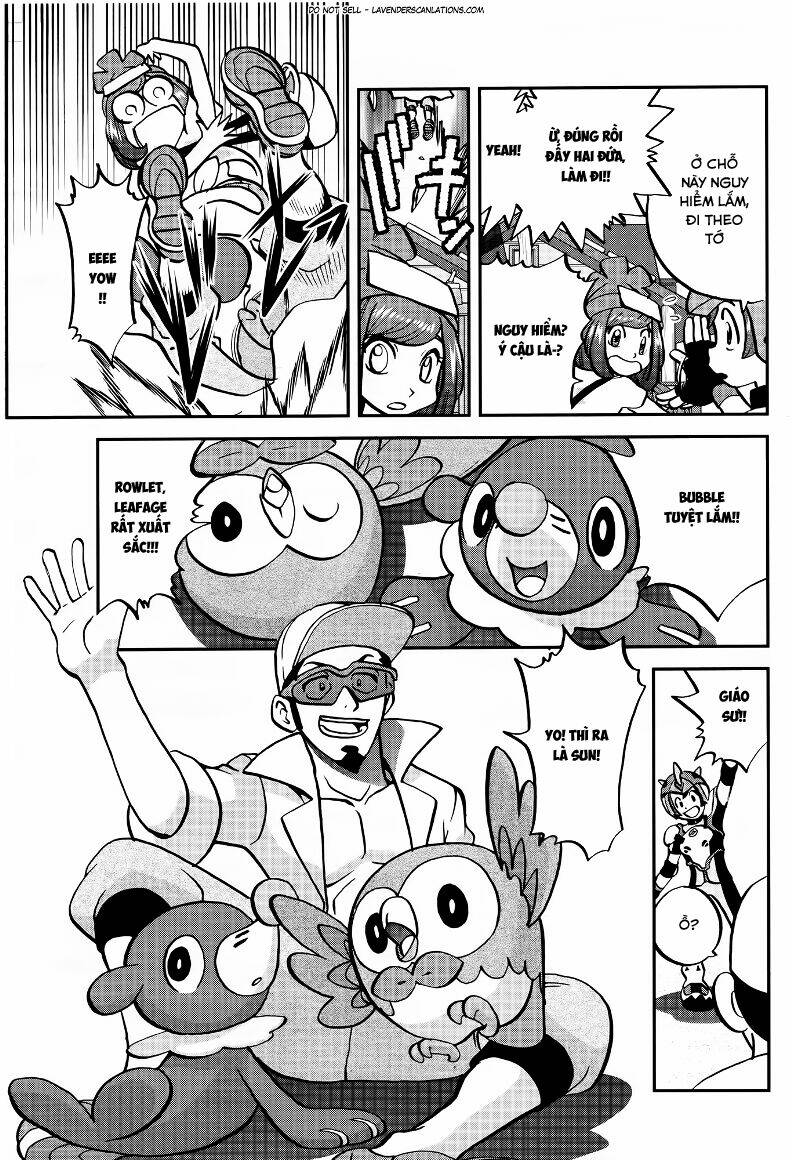 DO NOT SELL - LAVENDERSCANLATIONS.COM
Ở CHỖ
NÀY NGUY
HIỂM LẮM,
ĐI THEO
TỚ
Ừ, ĐÚNG RỒI
ĐẤY HAI ĐỨA,
LÀM ĐI!!
YEAH!
NGUY HIỂM?
Ý CẬU LÀ-?
EEEE
YOW
!!
BUBBLE
TUYỆT LẮM!!
ROWLET,
LEAFAGE
RẤT XUẤT
SẮC!!!
GIÁO
SƯ!!
Ồ?
YO! THÌ RA
LÀ SUN!